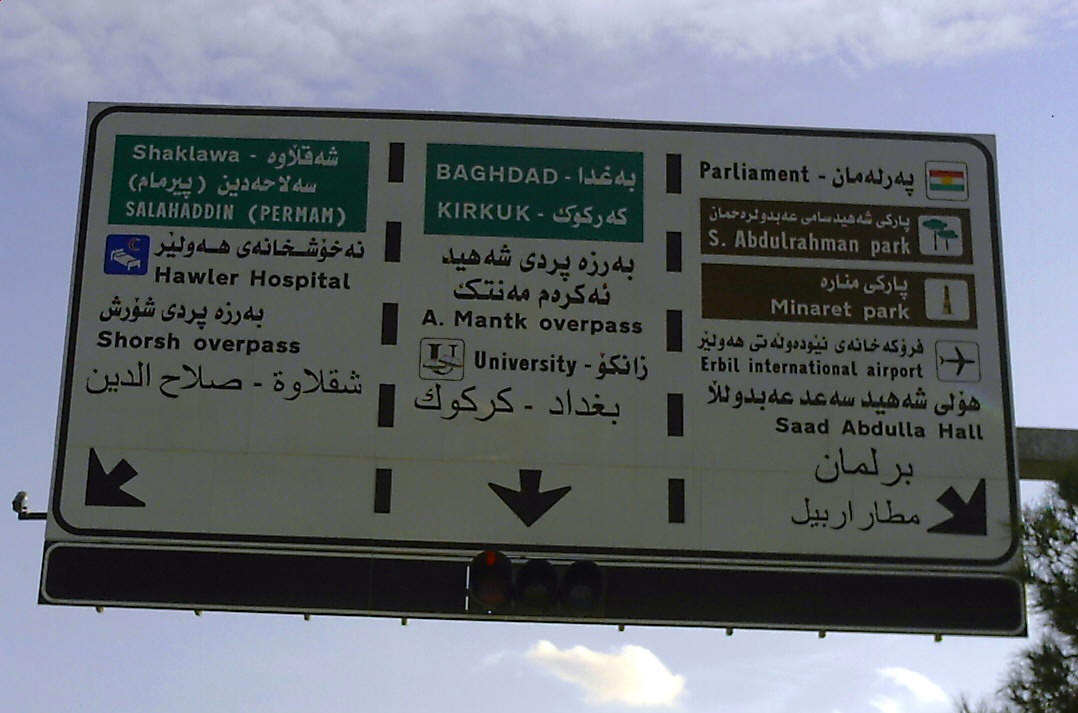 Shaklawa - شەقڵاوە
سەلاحەدین (پیرمام)
SALAHADDIN (PERMAM)
نەخۆشخانەی هەولێر
Hawler Hospital
بەرزە پردی شۆرش
Shorsh overpass
شقلاوة - صلاح الدين
BAGHDAD - بەغدا
KIRKUK - کەرکوک
بەرزە پردی شەهید
ئەکرەم مەنتک
A. Mantk overpass
University - زانکۆ
بغداد - كركوك
Parliament - پەرلەمان
پارکی شەهید سامی عەبدولرەحمان
S. Abdulrahman park
پارکی منارە
Minaret park
فرۆکەخانەی نێودەوڵەتی هەولێر
Erbil international airport
هۆلی شەهید سەعد عەبدوللا
Saad Abdulla Hall
برلمان
مطار اربيل